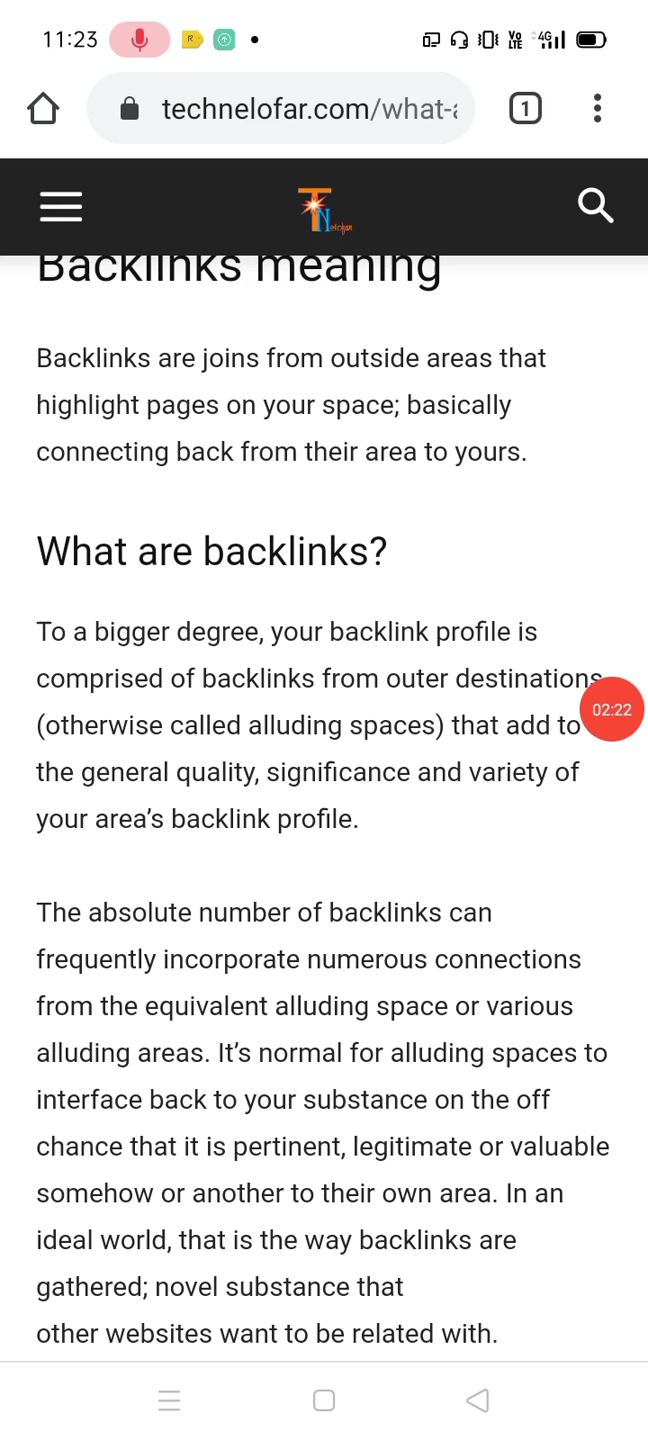 11:23
R
VO LTE
4G
technelofar.com/what-a
1
TNelofar
Backlinks meaning
Backlinks are joins from outside areas that
highlight pages on your space; basically
connecting back from their area to yours.
What are backlinks?
To a bigger degree, your backlink profile is
comprised of backlinks from outer destinations
(otherwise called alluding spaces) that add to
02:22
the general quality, significance and variety of
your area’s backlink profile.
The absolute number of backlinks can
frequently incorporate numerous connections
from the equivalent alluding space or various
alluding areas. It’s normal for alluding spaces to
interface back to your substance on the off
chance that it is pertinent, legitimate or valuable
somehow or another to their own area. In an
ideal world, that is the way backlinks are
gathered; novel substance that
other websites want to be related with.